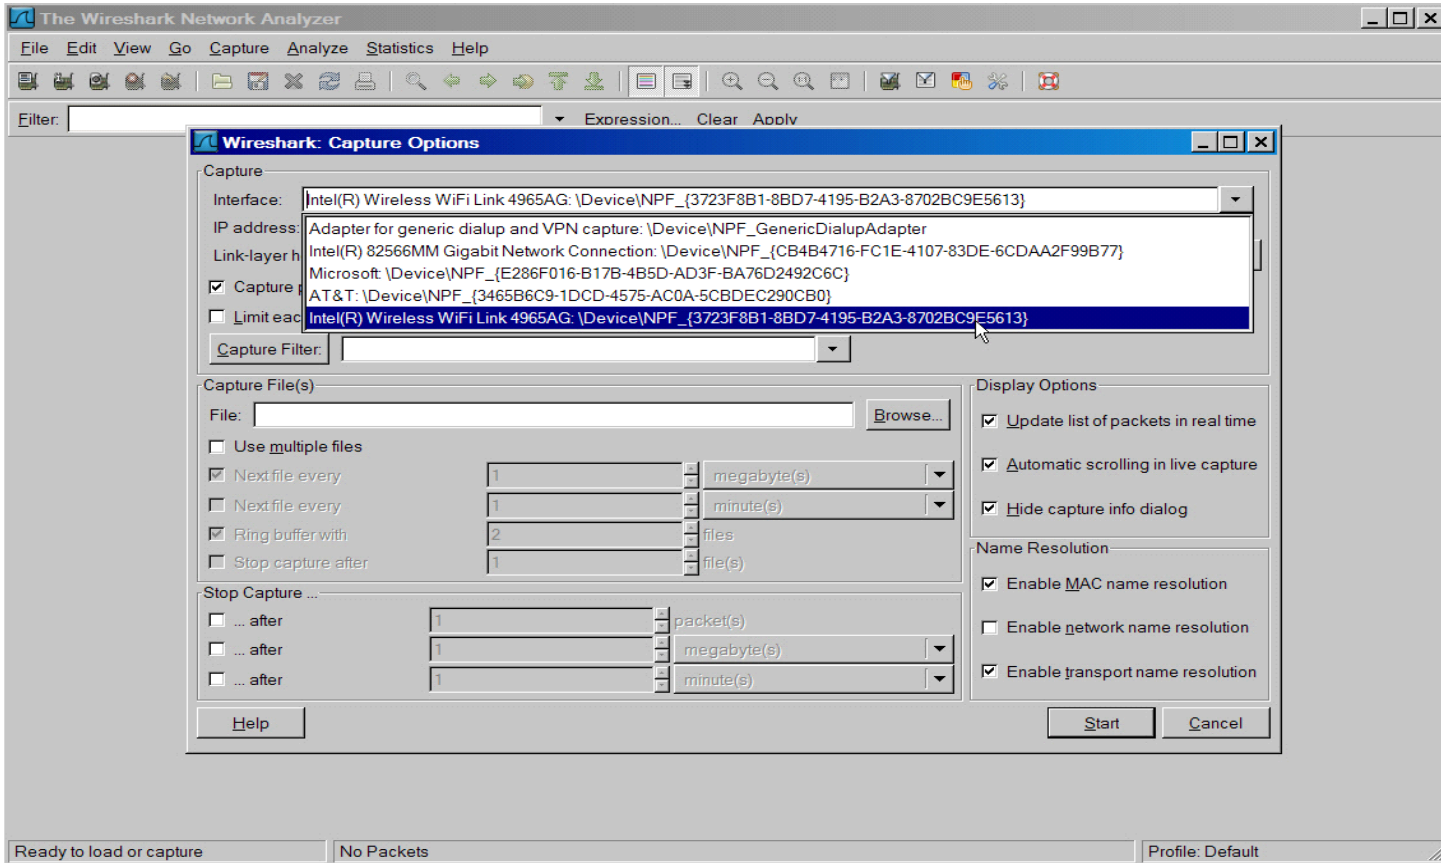 The Wireshark Network Analyzer
File Edit View Go Capture Analyze Statistics Help
Filter: Expression... Clear Apply
Wireshark: Capture Options
Capture
Interface: Intel(R) Wireless WiFi Link 4965AG: \Device\NPF_{3723F8B1-8BD7-4195-B2A3-8702BC9E5613}
IP address:
Adapter for generic dialup and VPN capture: \Device\NPF_GenericDialupAdapter
Link-layer h
Intel(R) 82566MM Gigabit Network Connection: \Device\NPF_{CB4B4716-FC1E-4107-83DE-6CDAA2F99B77}
Microsoft: \Device\NPF_{E286F016-B17B-4B5D-AD3F-BA76D2492C6C}
Capture p
AT&T: \Device\NPF_{3465B6C9-1DCD-4575-AC0A-5CBDEC290CB0}
Limit eac
Intel(R) Wireless WiFi Link 4965AG: \Device\NPF_{3723F8B1-8BD7-4195-B2A3-8702BC9E5613}
Capture Filter:
Capture File(s)
File: Browse...
Use multiple files
Next file every 1 megabyte(s)
Next file every 1 minute(s)
Ring buffer with 2 files
Stop capture after 1 file(s)
Stop Capture ...
... after 1 packet(s)
... after 1 megabyte(s)
... after 1 minute(s)
Display Options
Update list of packets in real time
Automatic scrolling in live capture
Hide capture info dialog
Name Resolution
Enable MAC name resolution
Enable network name resolution
Enable transport name resolution
Help Start Cancel
Ready to load or capture No Packets Profile: Default